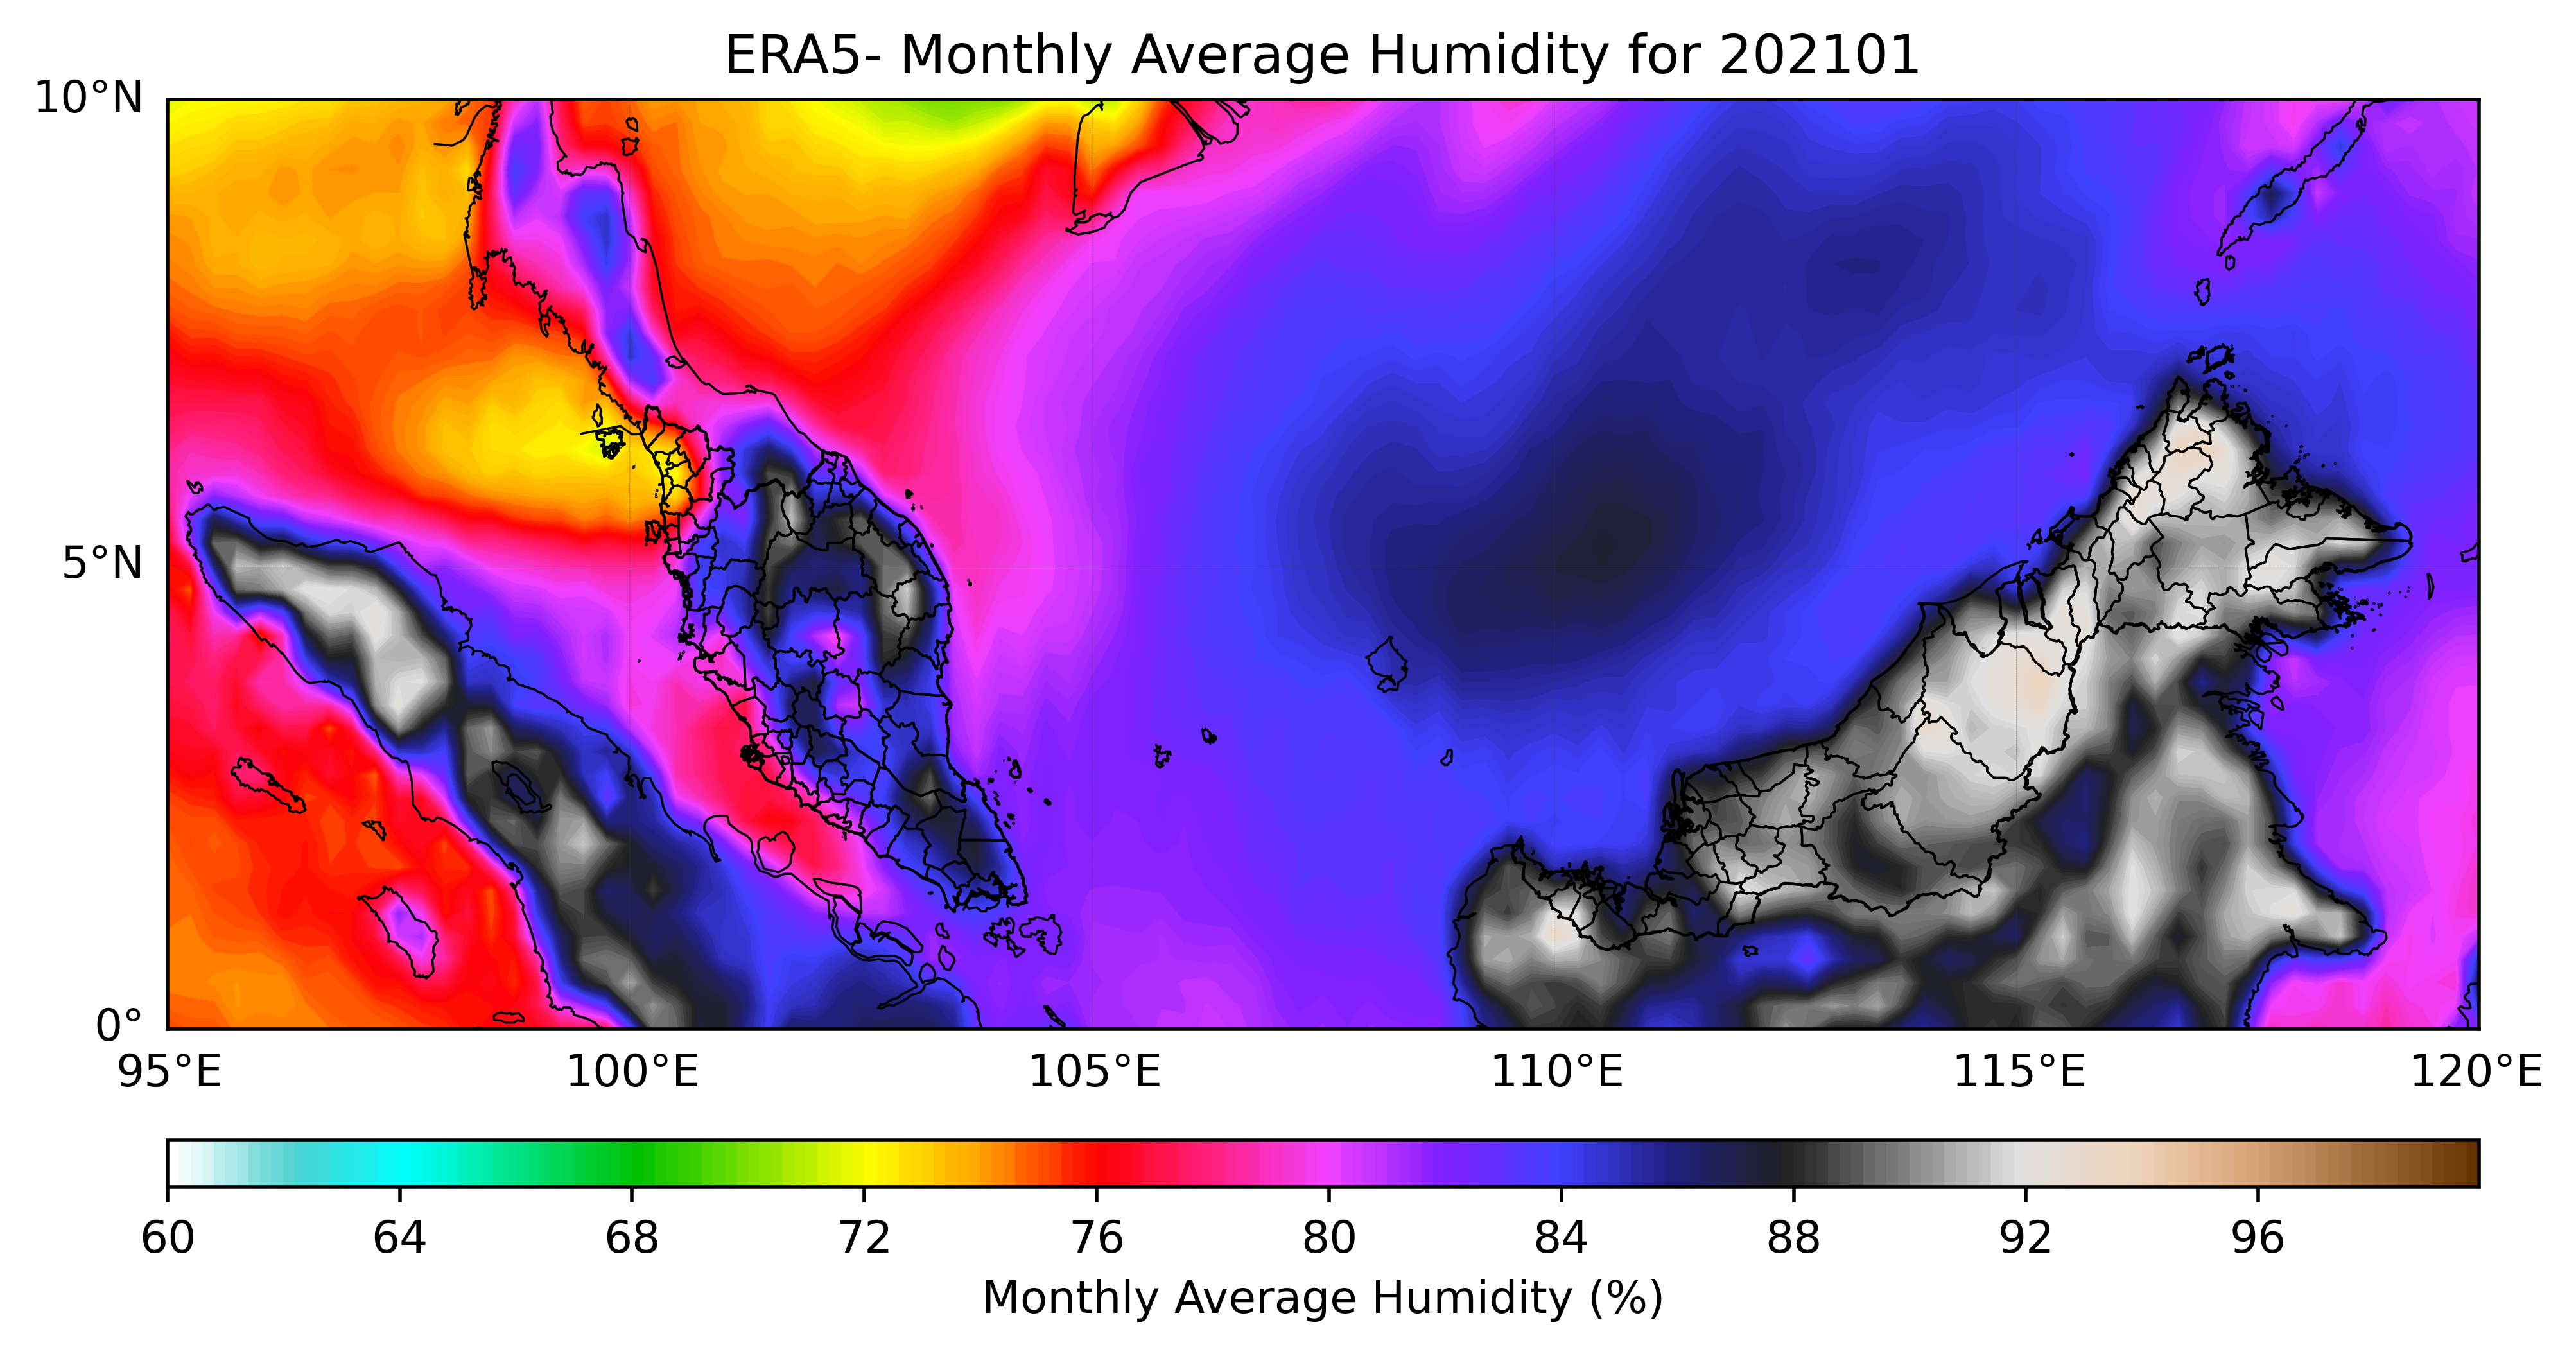 ERA5- Monthly Average Humidity for 202101
10°N
5°N
0°
95°E 100°E 105°E 110°E 115°E 120°E
60 64 68 72 76 80 84 88 92 96
Monthly Average Humidity (%)